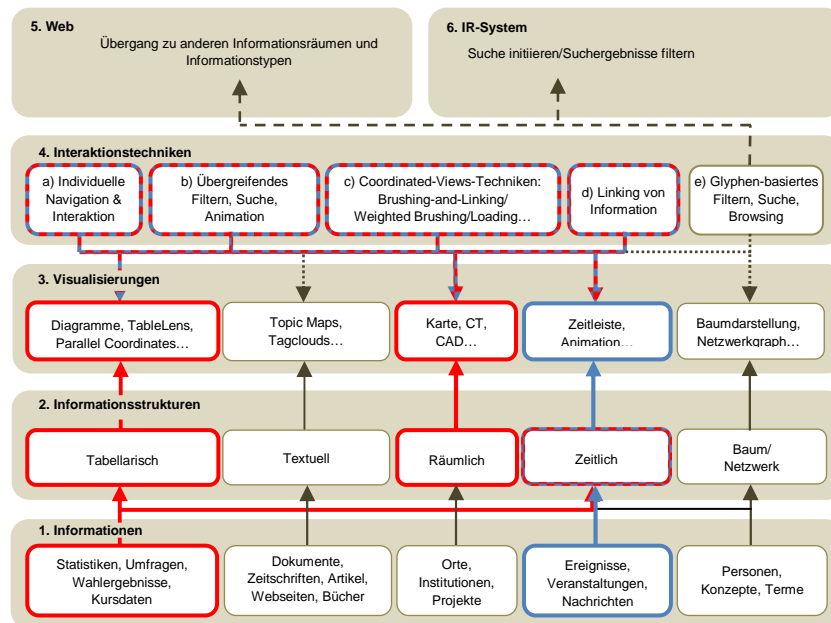 5. Web
Übergang zu anderen Informationsräumen und
Informationstypen
6. IR-System
Suche initiieren/Suchergebnisse filtern
4. Interaktionstechniken
a) Individuelle
Navigation &
Interaktion
b) Übergreifendes
Filtern, Suche,
Animation
c) Coordinated-Views-Techniken:
Brushing-and-Linking/
Weighted Brushing/Loading…
d) Linking von
Information
e) Glyphen-basiertes
Filtern, Suche,
Browsing
3. Visualisierungen
Diagramme, TableLens,
Parallel Coordinates…
Topic Maps,
Tagclouds…
Karte, CT,
CAD…
Zeitleiste,
Animation…
Baumdarstellung,
Netzwerkgraph…
2. Informationsstrukturen
Tabellarisch
Textuell
Räumlich
Zeitlich
Baum/
Netzwerk
1. Informationen
Statistiken, Umfragen,
Wahlergebnisse,
Kursdaten
Dokumente,
Zeitschriften, Artikel,
Webseiten, Bücher
Orte,
Institutionen,
Projekte
Ereignisse,
Veranstaltungen,
Nachrichten
Personen,
Konzepte, Terme